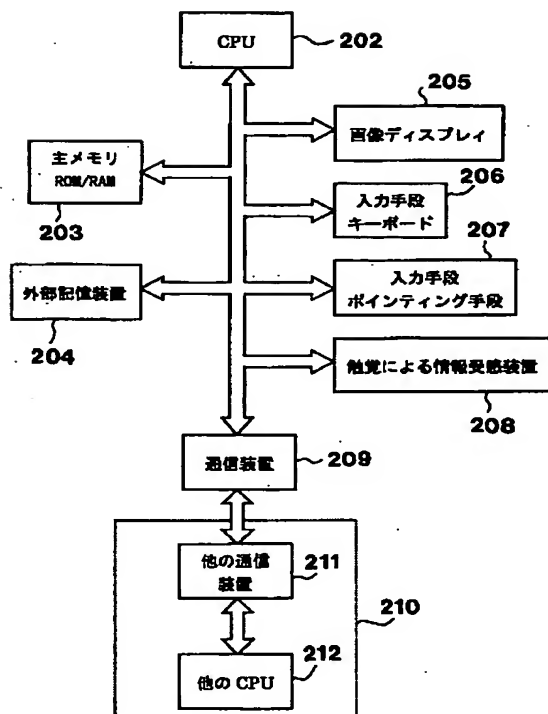 CPU
202
205
画像ディスプレイ
主メモリ
ROM/RAM
203
206
入力手段
キーボード
207
入力手段
ポインティング手段
外部記憶装置
204
触覚による情報受感装置
208
通信装置
209
他の通信
装置
211
210
他の CPU
212